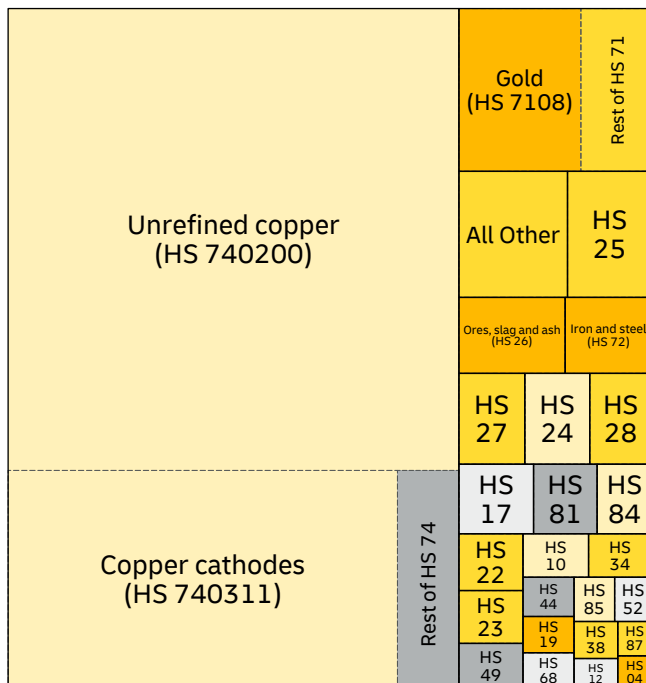 Unrefined copper
(HS 740200)
Copper cathodes
(HS 740311)
Rest of HS 74
Gold
(HS 7108)
Rest of HS 71
All Other
HS
25
Ores, slag and ash
(HS 26)
Iron and steel
(HS 72)
HS
27
HS
24
HS
28
HS
17
HS
81
HS
84
HS
22
HS
10
HS
34
HS
23
HS
44
HS
85
HS
52
HS
19
HS
38
HS
87
HS
49
HS
68
HS
12
HS
04